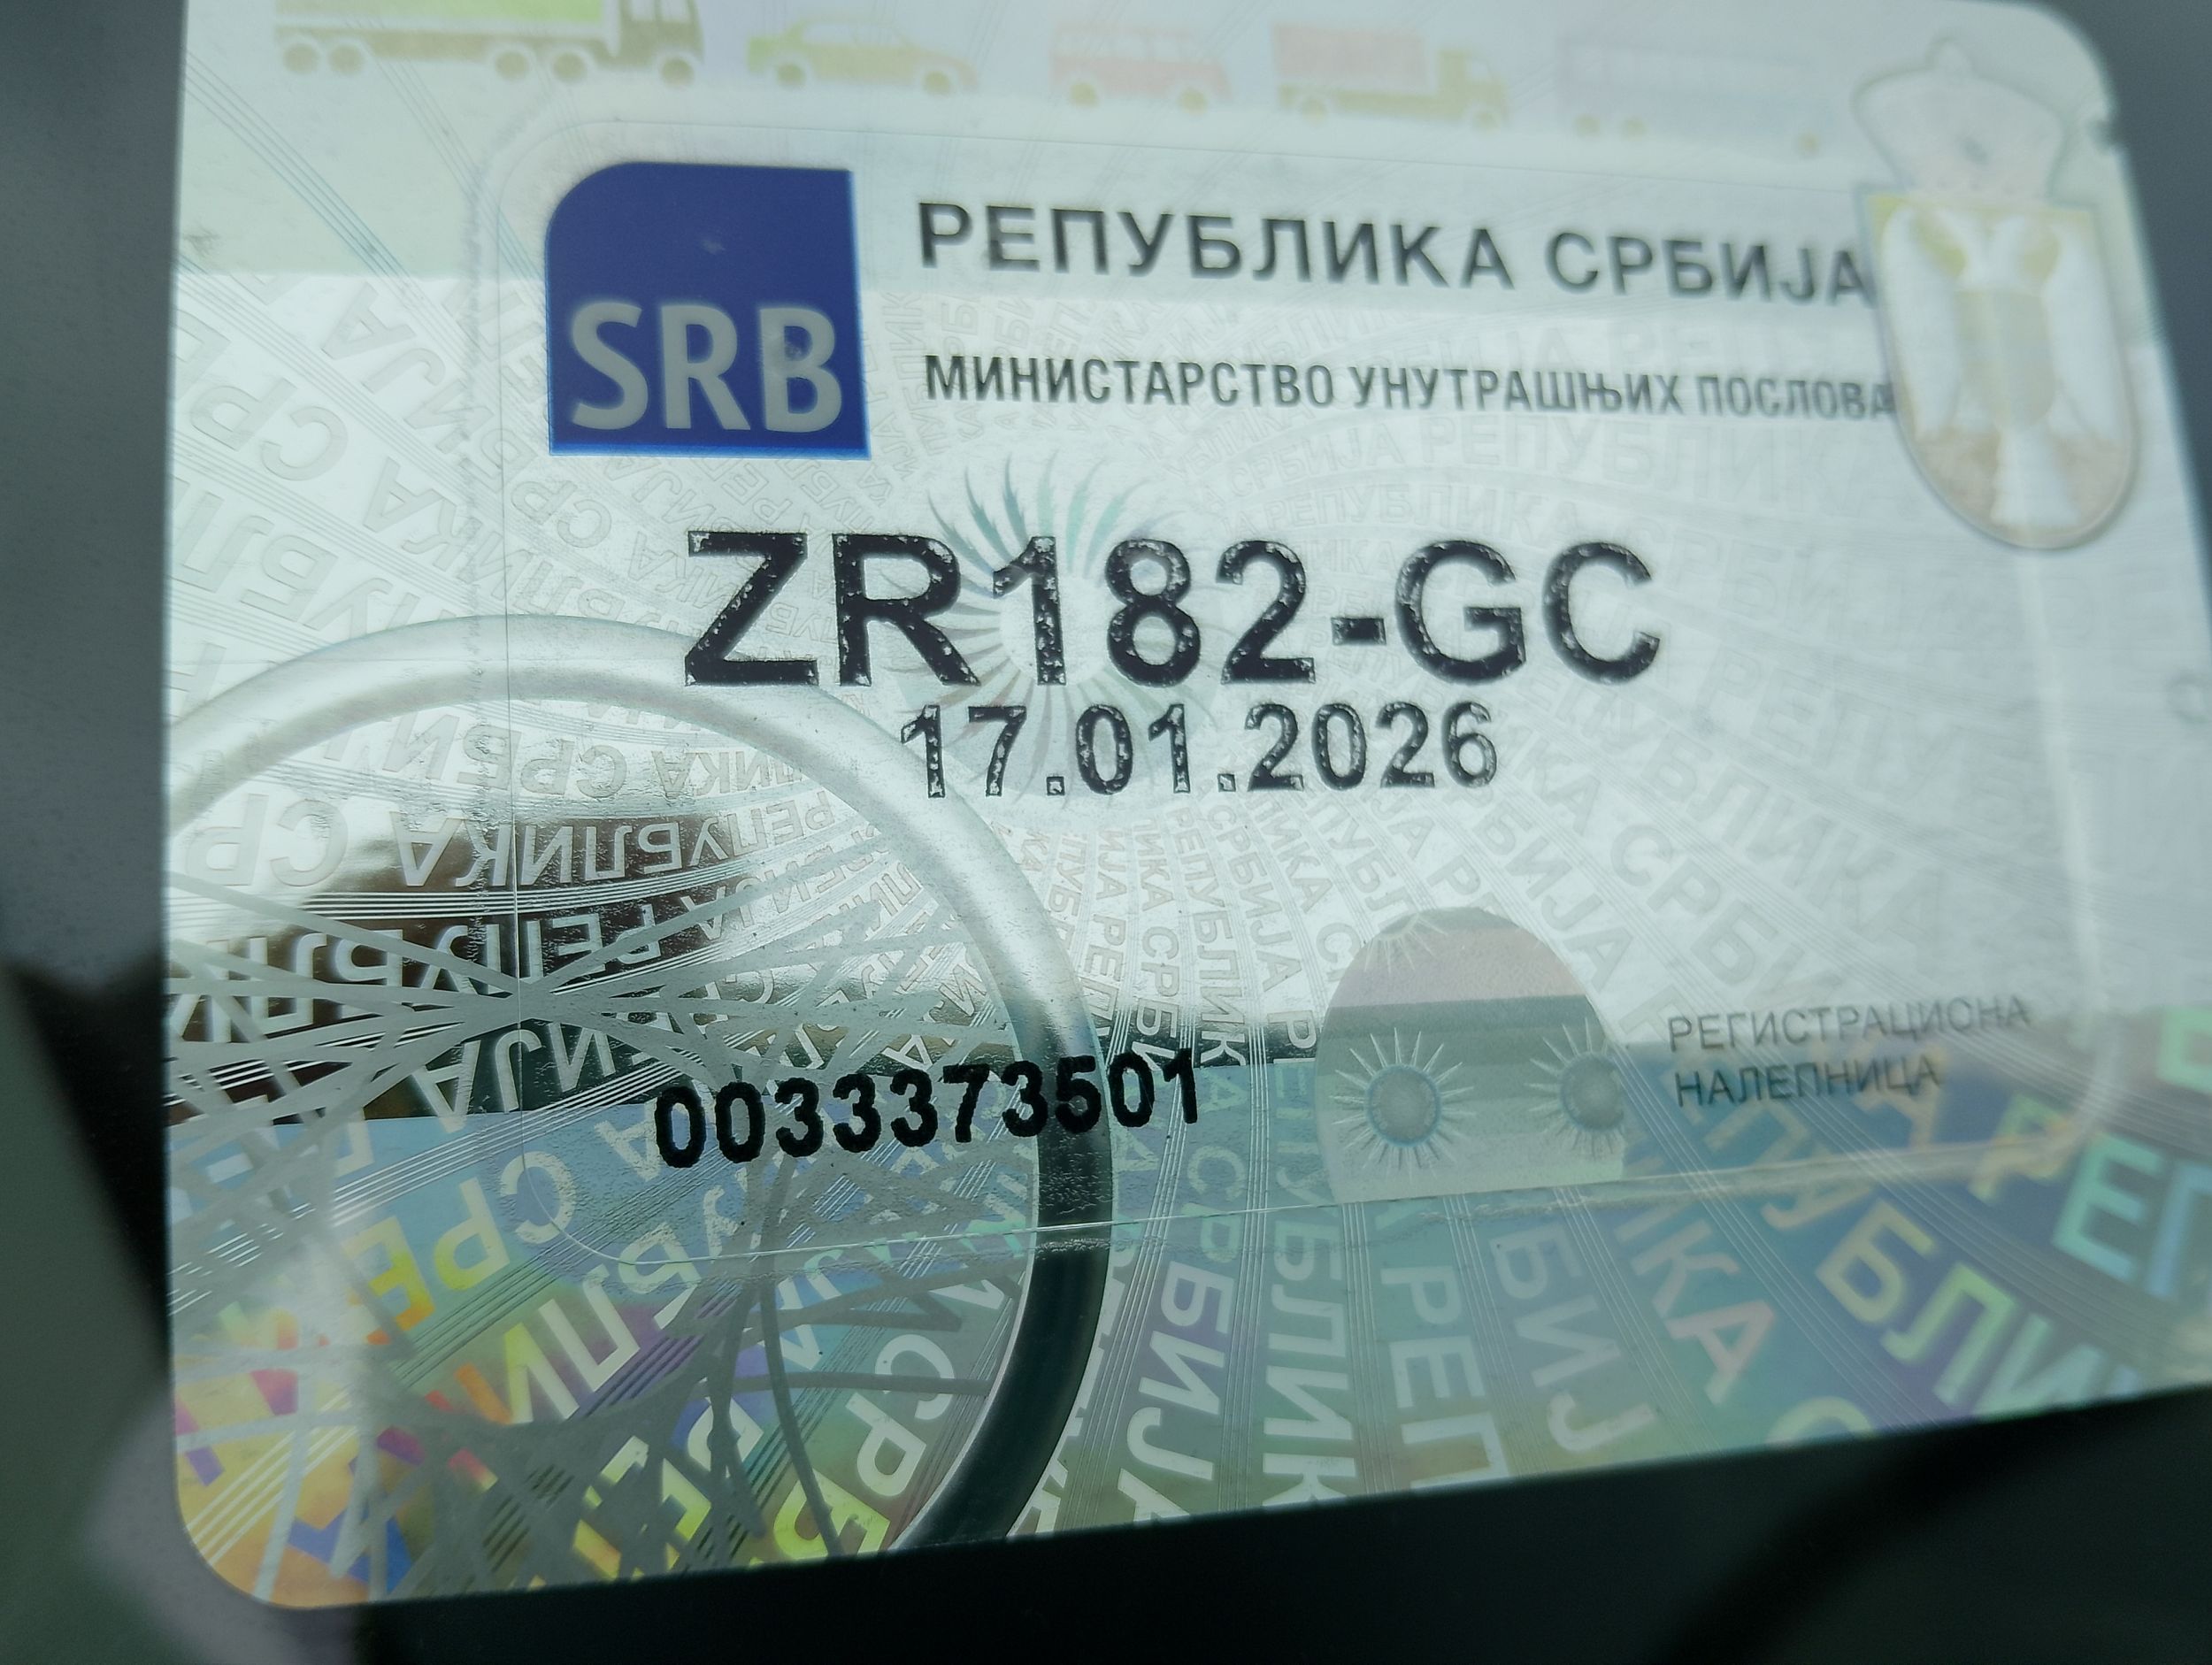 SRB
РЕПУБЛИКА СРБИЈА
МИНИСТАРСТВО УНУТРАШЊИХ ПОСЛОВА
ZR182-GC
17.01.2026
0033373501
РЕГИСТРАЦИОНА
НАЛЕПНИЦА